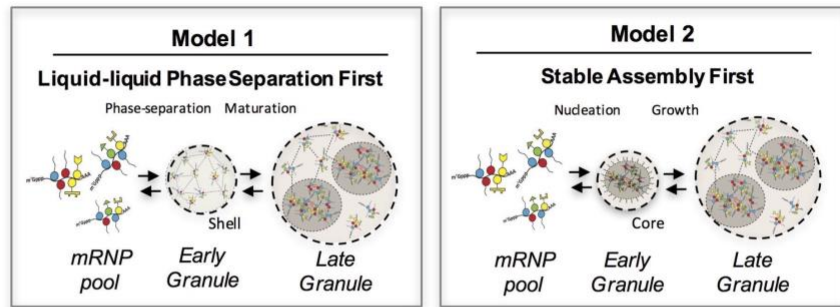 Model 1
Liquid-liquid Phase Separation First
Phase-separation Maturation
Shell
mRNP pool
Early Granule
Late Granule
Model 2
Stable Assembly First
Nucleation Growth
Core
mRNP pool
Early Granule
Late Granule